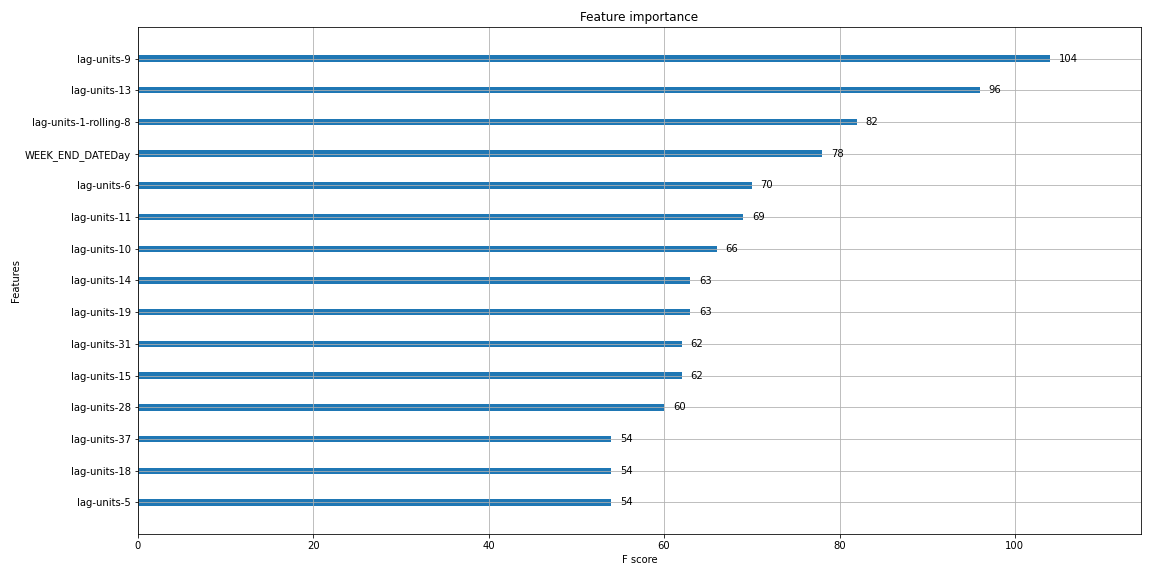 Feature importance
lag-units-9 104
lag-units-13 96
lag-units-1-rolling-8 82
WEEK_END_DATEDay 78
lag-units-6 70
lag-units-11 69
lag-units-10 66
lag-units-14 63
lag-units-19 63
lag-units-31 62
lag-units-15 62
lag-units-28 60
lag-units-37 54
lag-units-18 54
lag-units-5 54
Features
0 20 40 60 80 100
F score